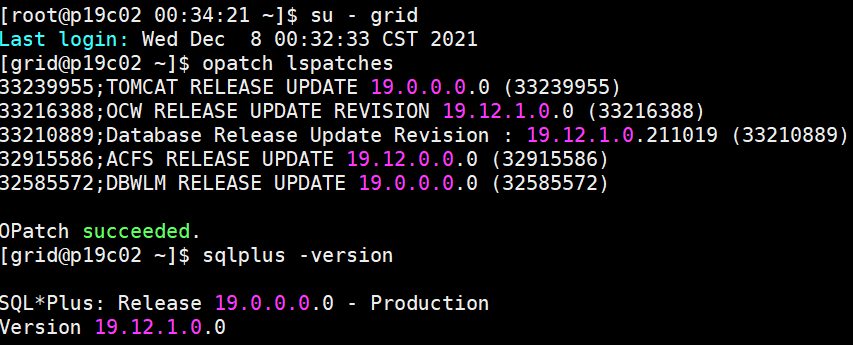 [root@p19c02 00:34:21 ~]$ su - grid
Last login: Wed Dec  8 00:32:33 CST 2021
[grid@p19c02 ~]$ opatch lspatches
33239955;TOMCAT RELEASE UPDATE 19.0.0.0.0 (33239955)
33216388;OCW RELEASE UPDATE REVISION 19.12.1.0.0 (33216388)
33210889;Database Release Update Revision : 19.12.1.0.211019 (33210889)
32915586;ACFS RELEASE UPDATE 19.12.0.0.0 (32915586)
32585572;DBWLM RELEASE UPDATE 19.0.0.0.0 (32585572)
OPatch succeeded.
[grid@p19c02 ~]$ sqlplus -version
SQL*Plus: Release 19.0.0.0.0 - Production
Version 19.12.1.0.0